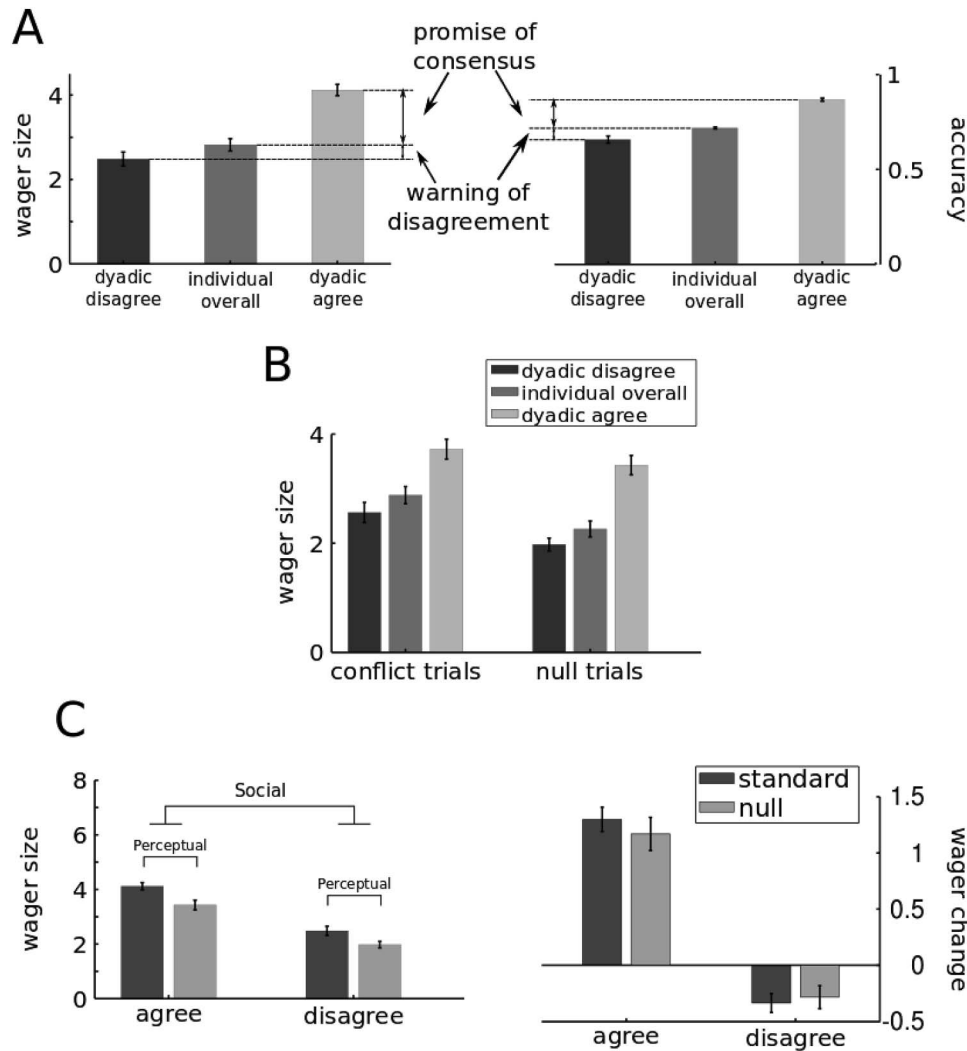 A
promise of
consensus
warning of
disagreement
wager size
4
2
0
dyadic
disagree
individual
overall
dyadic
agree
accuracy
1
0.5
0
dyadic
disagree
individual
overall
dyadic
agree
B
dyadic disagree
individual overall
dyadic agree
wager size
4
2
0
conflict trials
null trials
C
wager size
8
6
4
2
0
Social
Perceptual
Perceptual
agree
disagree
standard
null
wager change
1.5
1
0.5
0
-0.5
agree
disagree